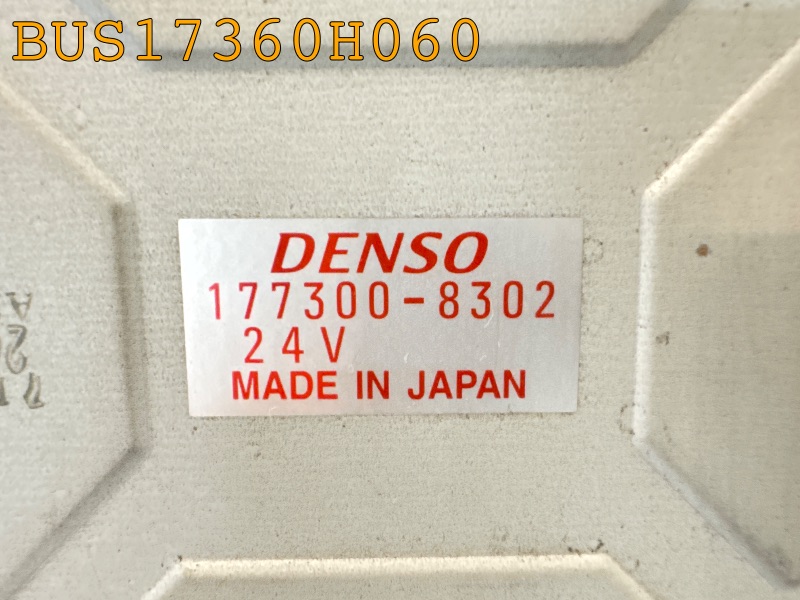 BUS17360H060
DENSO
177300-8302
24V
MADE IN JAPAN